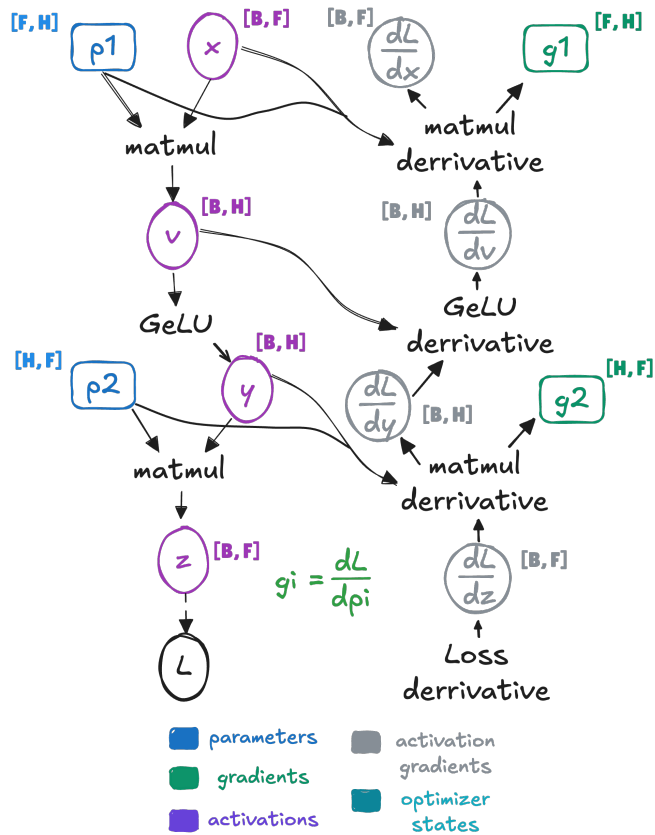 [F,H]
p1
x
[B,F]
[B,F]
dL
dx
g1
[F,H]
matmul
matmul
derrivative
v
[B,H]
[B,H]
dL
dv
GeLU
GeLU
derrivative
[H,F]
p2
y
[B,H]
dL
dy
[B,H]
g2
[H,F]
matmul
matmul
derrivative
z
[B,F]
gi = dL
dpi
dL
dz
[B,F]
L
Loss
derrivative
parameters
gradients
activations
activation
gradients
optimizer
states